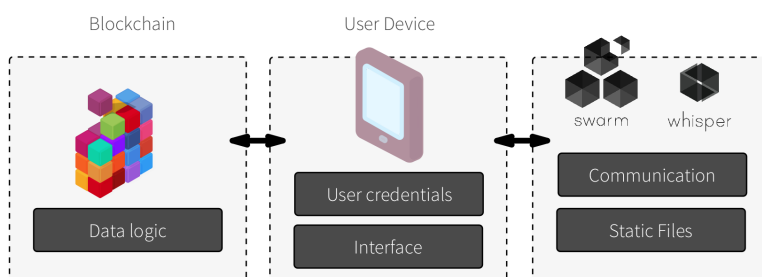 Blockchain
User Device
swarm
whisper
Data logic
User credentials
Interface
Communication
Static Files